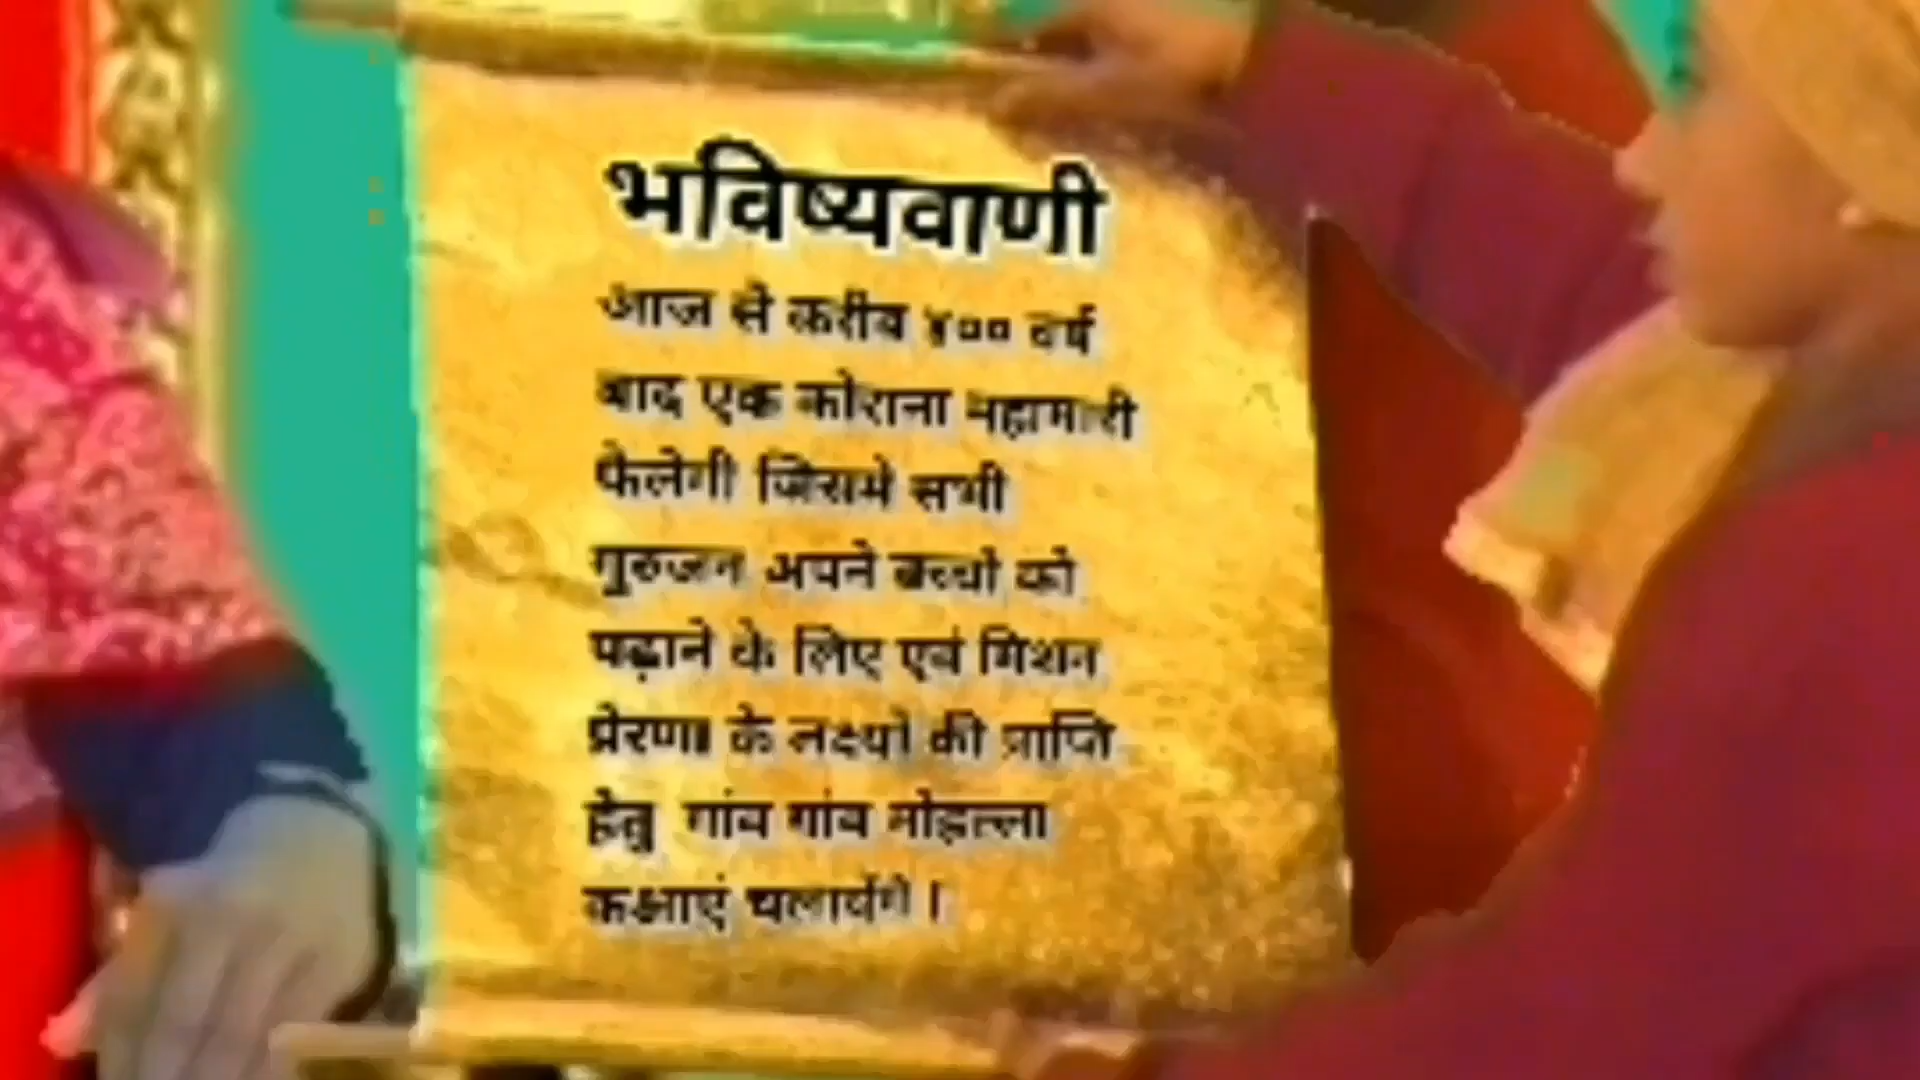 भविष्यवाणी
आज से करीब ४०० वर्ष
बाद एक कोराना महामारी
फेलेगी जिसमे सभी
गुरुजन अपने बच्चो को
पढ़ाने के लिए एवं मिशन
प्रेरणा के लक्ष्यो की प्राप्ति
हेतु गांव गांव मोहल्ला
कक्षाएं चलायेंगे ।